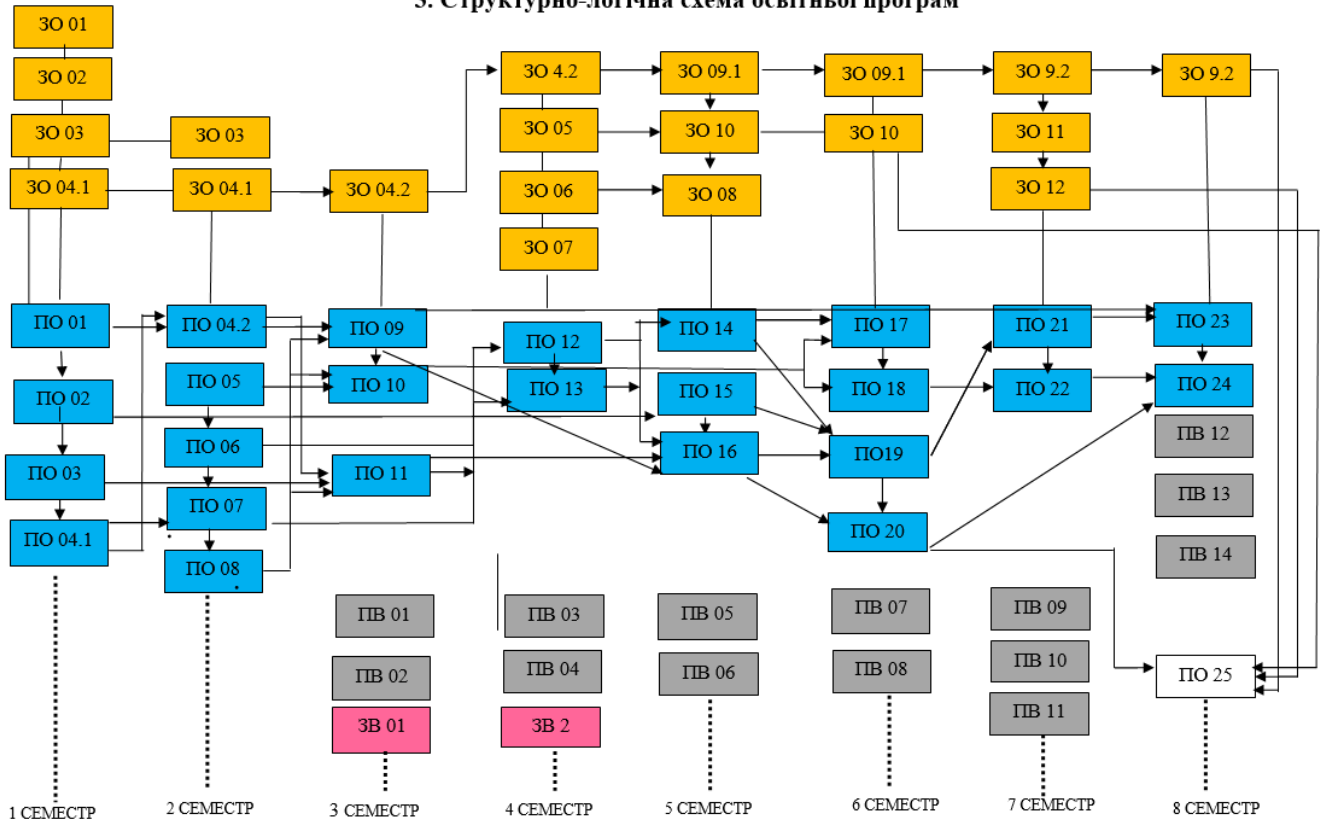 3. Структурно-логічна схема освітньої програм
ЗО 01
ЗО 02
ЗО 03
ЗО 04.1
ПО 01
ПО 02
ПО 03
ПО 04.1
1 СЕМЕСТР
ЗО 03
ЗО 04.1
ПО 04.2
ПО 05
ПО 06
ПО 07
ПО 08
2 СЕМЕСТР
ЗО 04.2
ПО 09
ПО 10
ПО 11
ПВ 01
ПВ 02
ЗВ 01
3 СЕМЕСТР
ЗО 4.2
ЗО 05
ЗО 06
ЗО 07
ПО 12
ПО 13
ПВ 03
ПВ 04
ЗВ 2
4 СЕМЕСТР
ЗО 09.1
ЗО 10
ЗО 08
ПО 14
ПО 15
ПО 16
ПВ 05
ПВ 06
5 СЕМЕСТР
ЗО 09.1
ЗО 10
ПО 17
ПО 18
ПО19
ПО 20
ПВ 07
ПВ 08
6 СЕМЕСТР
ЗО 9.2
ЗО 11
ЗО 12
ПО 21
ПО 22
ПВ 09
ПВ 10
ПВ 11
7 СЕМЕСТР
ЗО 9.2
ПО 23
ПО 24
ПВ 12
ПВ 13
ПВ 14
ПО 25
8 СЕМЕСТР